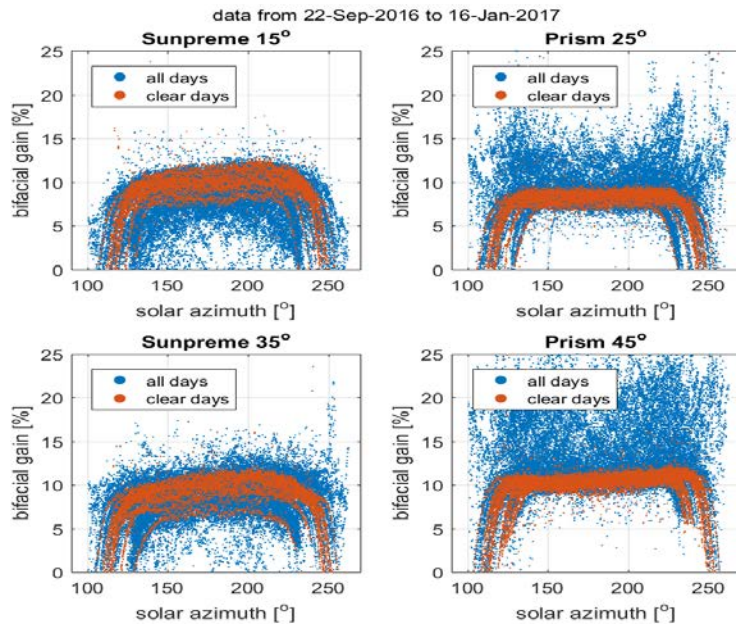 data from 22-Sep-2016 to 16-Jan-2017
Sunpreme 15°
bifacial gain [%]
25
20
15
10
5
0
all days
clear days
100 150 200 250
solar azimuth [°]
Prism 25°
bifacial gain [%]
25
20
15
10
5
0
all days
clear days
100 150 200 250
solar azimuth [°]
Sunpreme 35°
bifacial gain [%]
25
20
15
10
5
0
all days
clear days
100 150 200 250
solar azimuth [°]
Prism 45°
bifacial gain [%]
25
20
15
10
5
0
all days
clear days
100 150 200 250
solar azimuth [°]